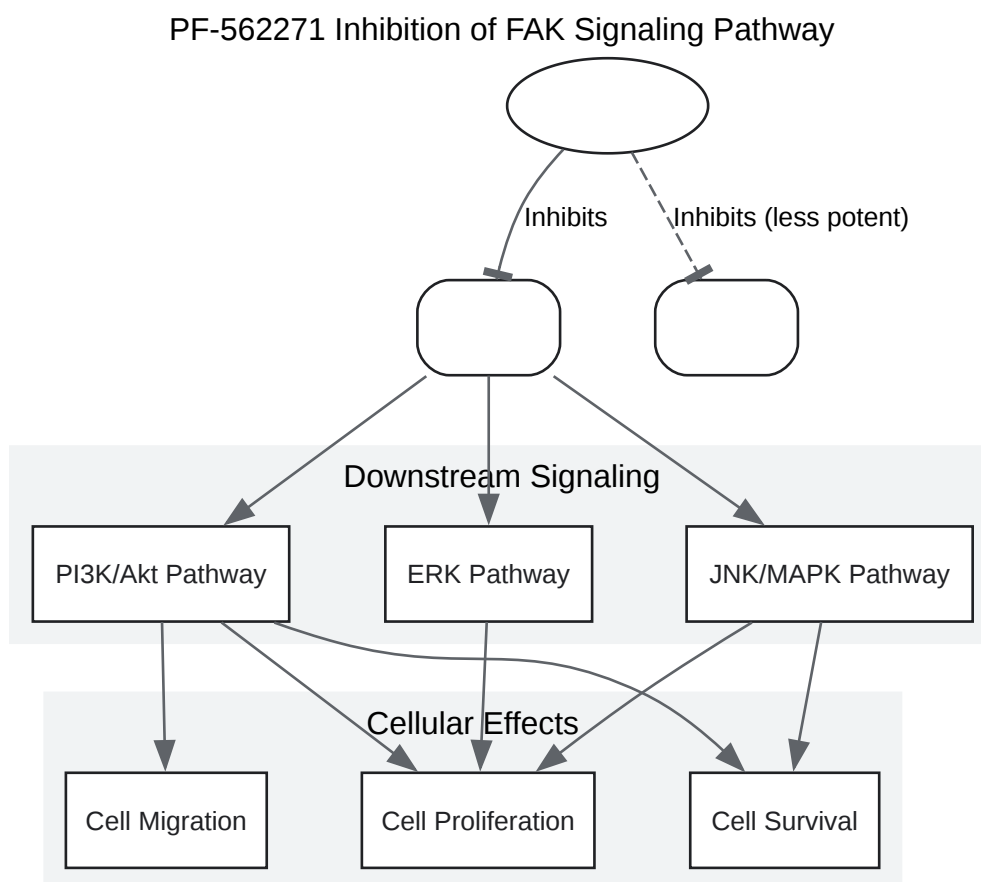 PF-562271 Inhibition of FAK Signaling Pathway
Inhibits
Inhibits (less potent)
Downstream Signaling
PI3K/Akt Pathway
ERK Pathway
JNK/MAPK Pathway
Cellular Effects
Cell Migration
Cell Proliferation
Cell Survival